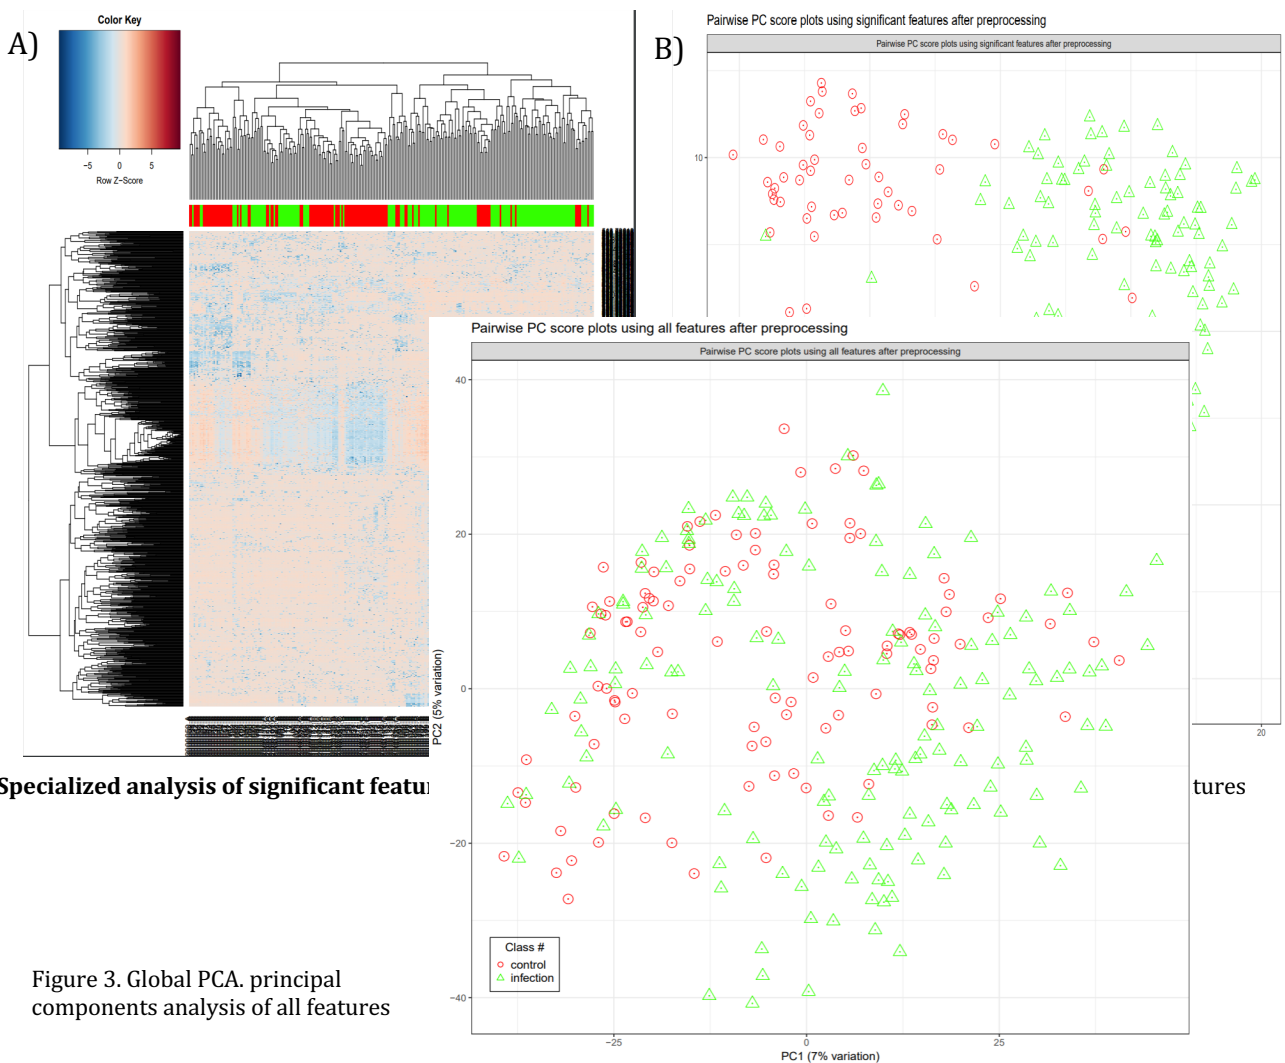 A)
Color Key
−5 0 5
Row Z−Score
B)
Pairwise PC score plots using significant features after preprocessing
Pairwise PC score plots using significant features after preprocessing
10
20
Pairwise PC score plots using all features after preprocessing
Pairwise PC score plots using all features after preprocessing
40
20
0
−20
−40
PC2 (5% variation)
−25 0 25
PC1 (7% variation)
Class #
control
infection
Specialized analysis of significant
tures
Figure 3. Global PCA. principal
components analysis of all features